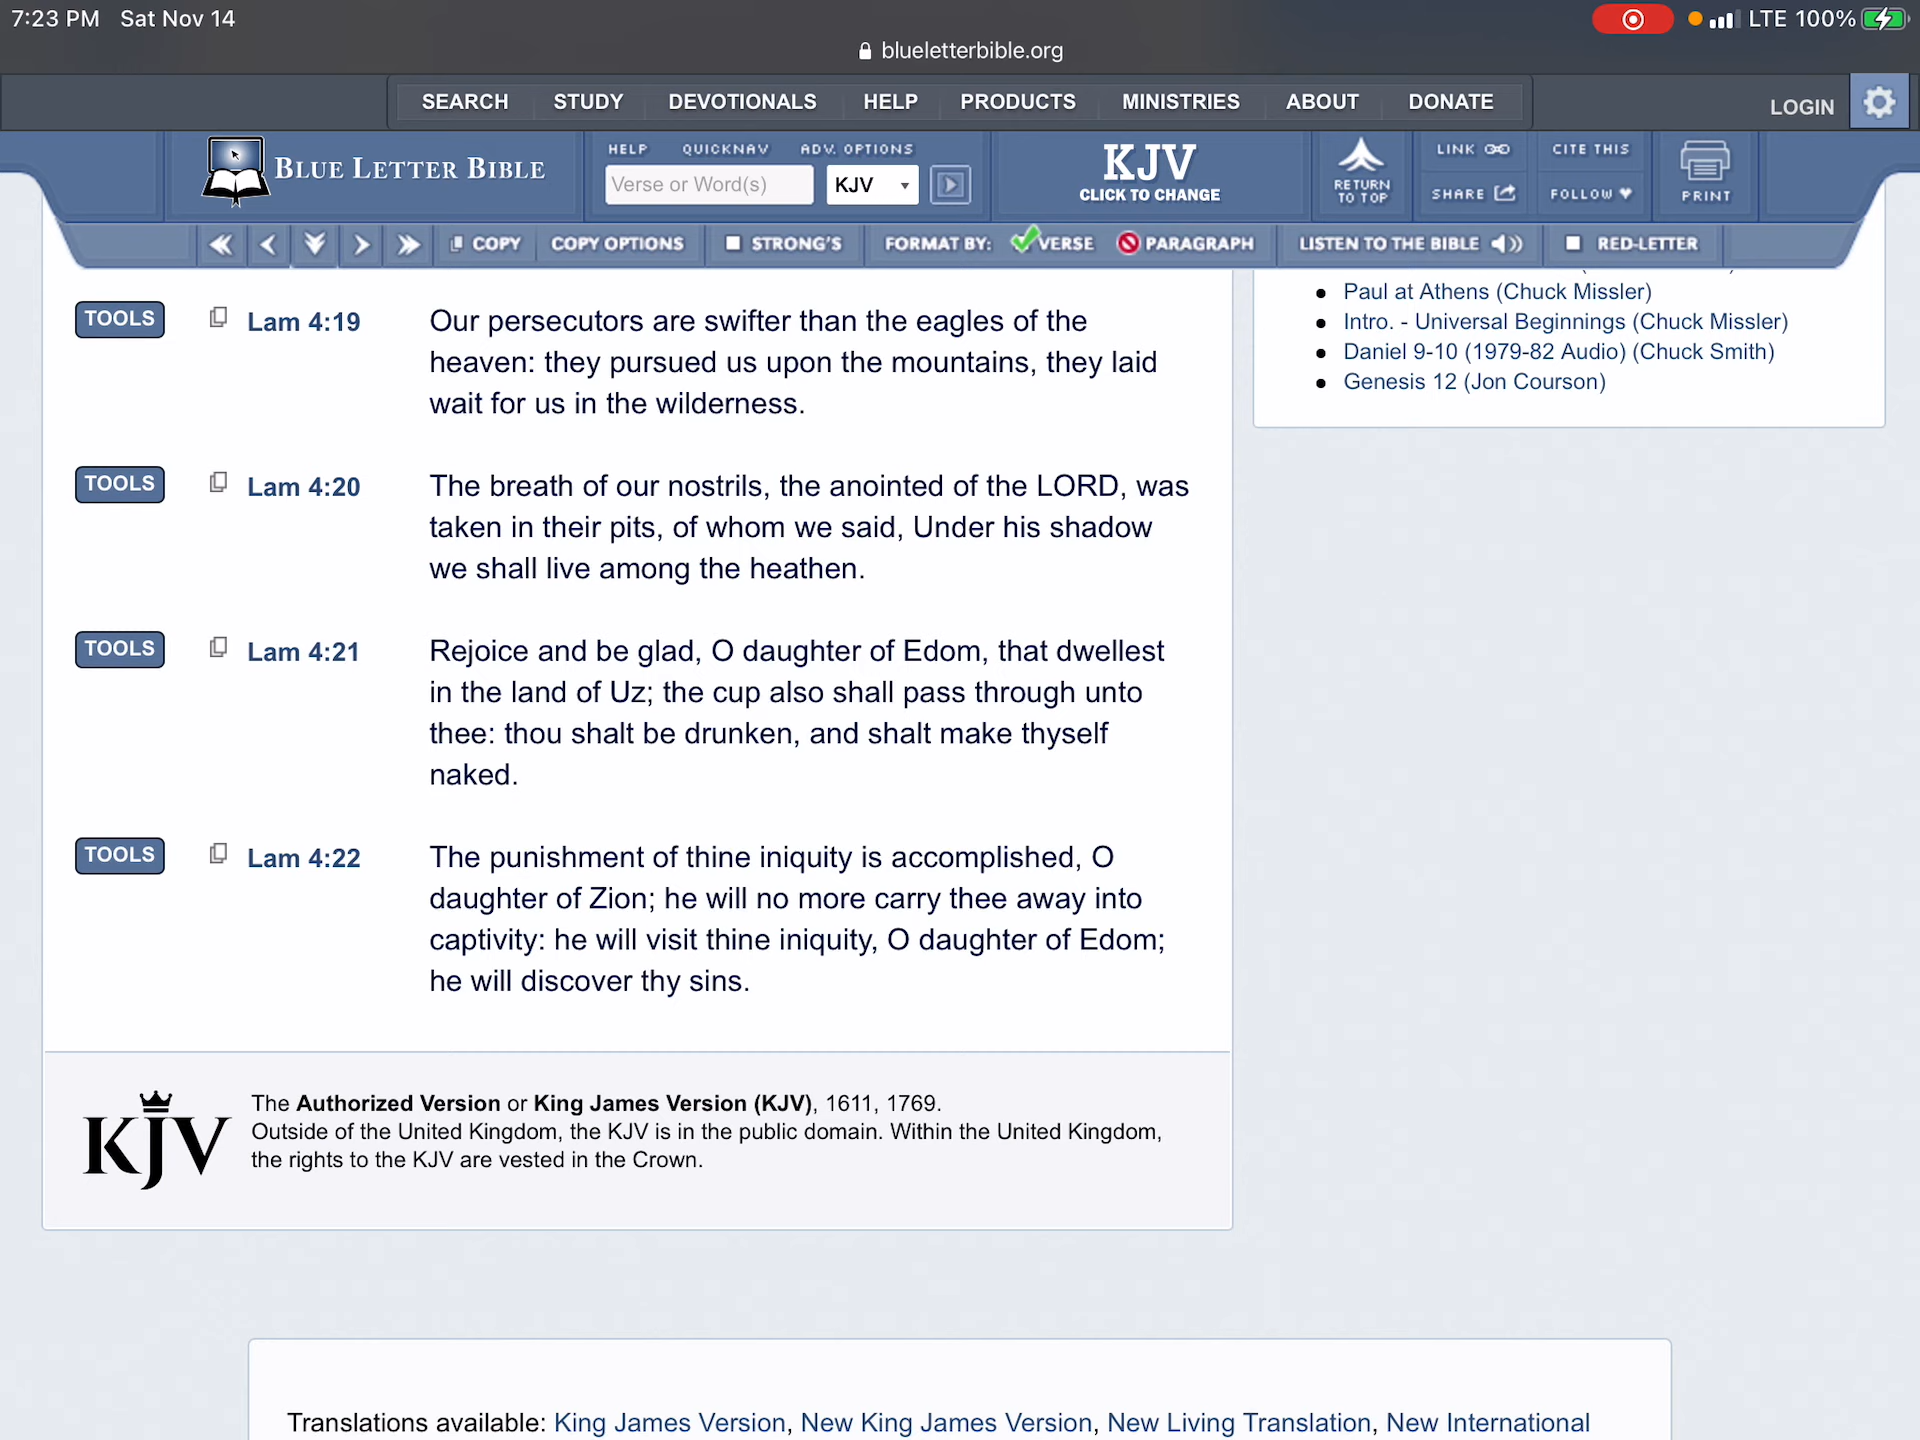 7:23 PM Sat Nov 14
LTE 100%
blueletterbible.org
SEARCH STUDY DEVOTIONALS HELP PRODUCTS MINISTRIES ABOUT DONATE
LOGIN
BLUE LETTER BIBLE
HELP QUICKNAV ADV. OPTIONS
Verse or Word(s) KJV
KJV
CLICK TO CHANGE
RETURN
TO TOP
LINK
SHARE
CITE THIS
FOLLOW
PRINT
COPY COPY OPTIONS STRONG'S FORMAT BY: VERSE PARAGRAPH LISTEN TO THE BIBLE RED-LETTER
TOOLS Lam 4:19 Our persecutors are swifter than the eagles of the
heaven: they pursued us upon the mountains, they laid
wait for us in the wilderness.
TOOLS Lam 4:20 The breath of our nostrils, the anointed of the LORD, was
taken in their pits, of whom we said, Under his shadow
we shall live among the heathen.
TOOLS Lam 4:21 Rejoice and be glad, O daughter of Edom, that dwellest
in the land of Uz; the cup also shall pass through unto
thee: thou shalt be drunken, and shalt make thyself
naked.
TOOLS Lam 4:22 The punishment of thine iniquity is accomplished, O
daughter of Zion; he will no more carry thee away into
captivity: he will visit thine iniquity, O daughter of Edom;
he will discover thy sins.
Paul at Athens (Chuck Missler)
Intro. - Universal Beginnings (Chuck Missler)
Daniel 9-10 (1979-82 Audio) (Chuck Smith)
Genesis 12 (Jon Courson)
KJV
The Authorized Version or King James Version (KJV), 1611, 1769.
Outside of the United Kingdom, the KJV is in the public domain. Within the United Kingdom,
the rights to the KJV are vested in the Crown.
Translations available: King James Version, New King James Version, New Living Translation, New International